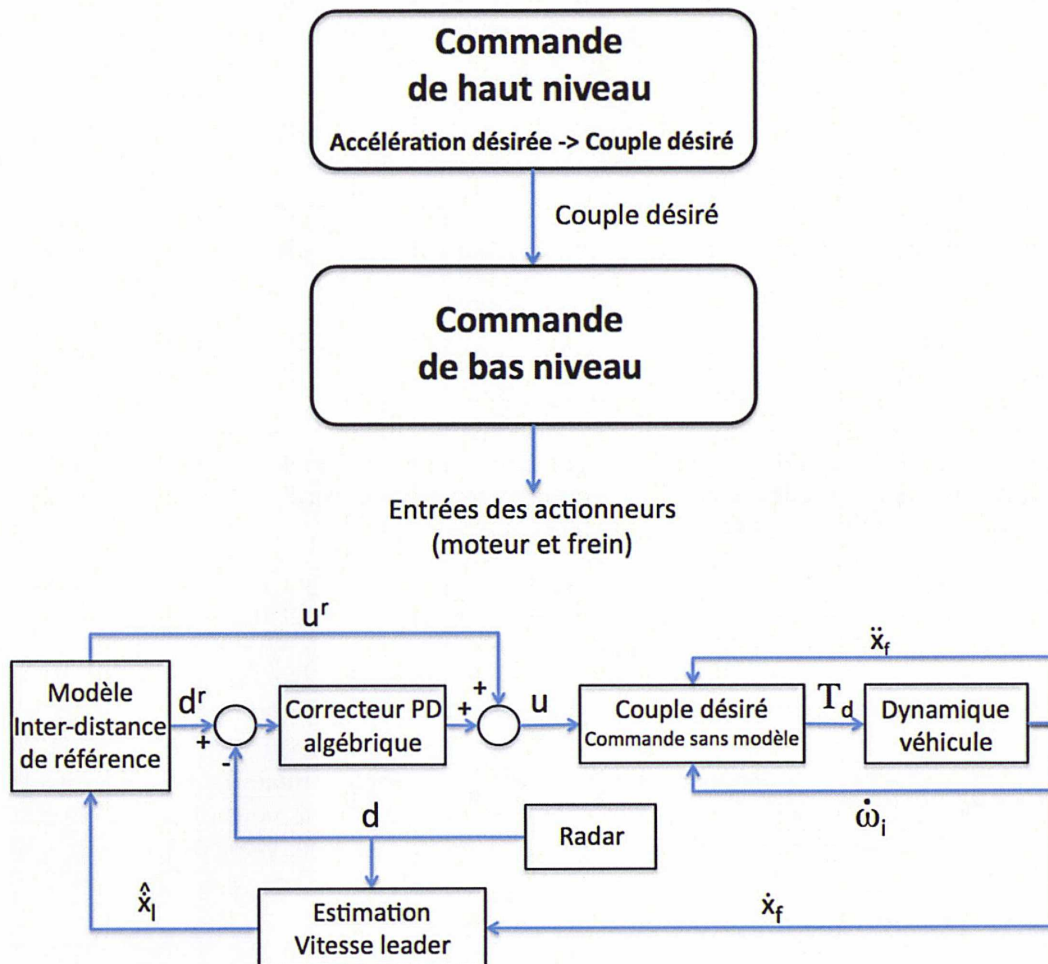 Commande
de haut niveau
Accélération désirée -> Couple désiré
Couple désiré
Commande
de bas niveau
Entrées des actionneurs
(moteur et frein)
uʳ
ẍf
Modèle
Inter-distance
de référence
dʳ
+
-
Correcteur PD
algébrique
+
+
u
Couple désiré
Commande sans modèle
Td
Dynamique
véhicule
ω̇i
d
Radar
ẋ̂l
Estimation
Vitesse leader
ẋf